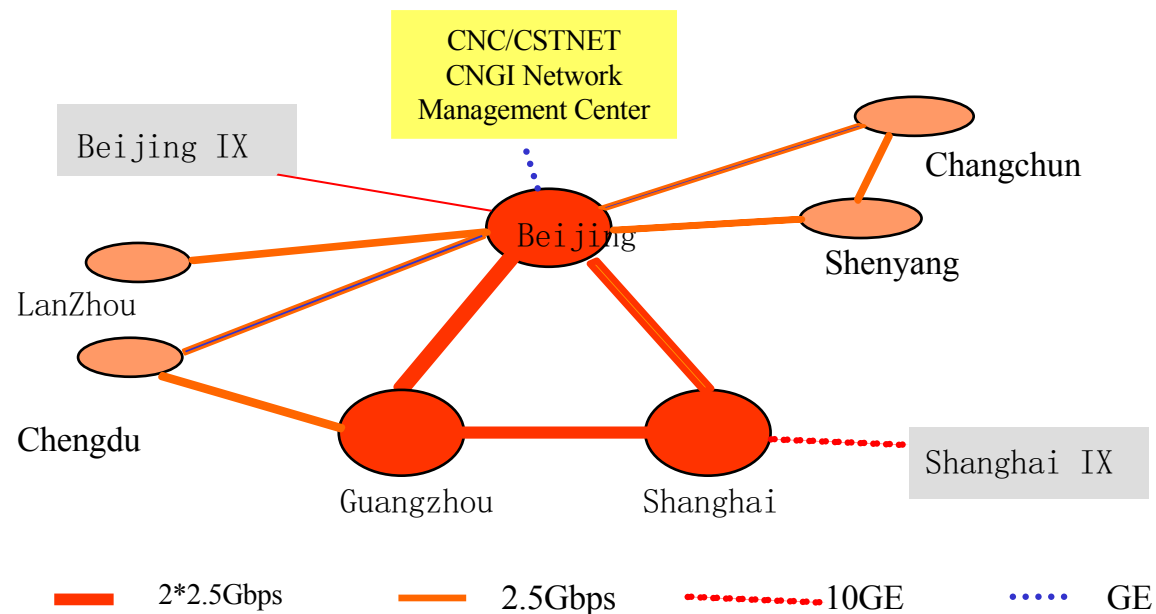 CNC/CSTNET
CNGI Network
Management Center
Beijing IX
Changchun
Beijing
Shenyang
LanZhou
Chengdu
Shanghai IX
Guangzhou
Shanghai
2*2.5Gbps
2.5Gbps
10GE
GE